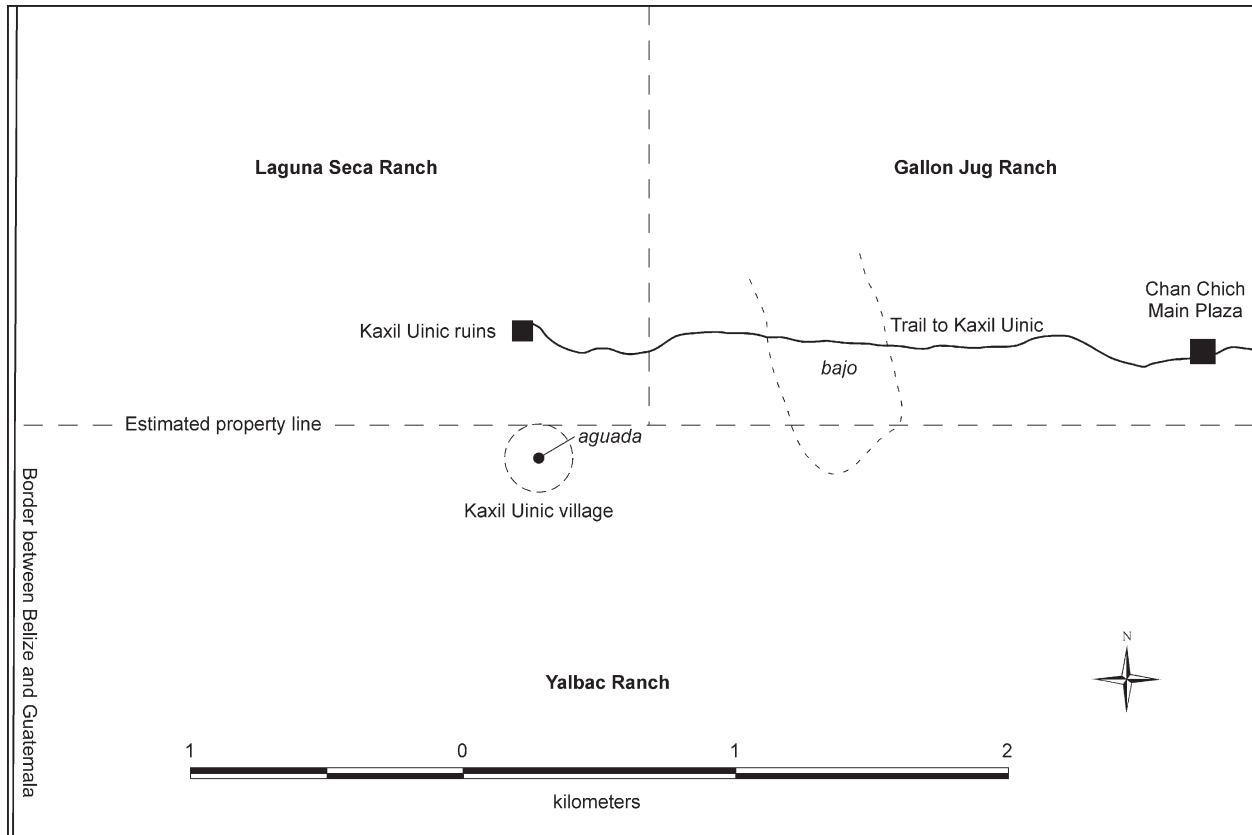 Laguna Seca Ranch
Gallon Jug Ranch
Chan Chich
Main Plaza
Kaxil Uinic ruins
Trail to Kaxil Uinic
bajo
Estimated property line
aguada
Kaxil Uinic village
Border between Belize and Guatemala
N
Yalbac Ranch
1 0 1 2
kilometers